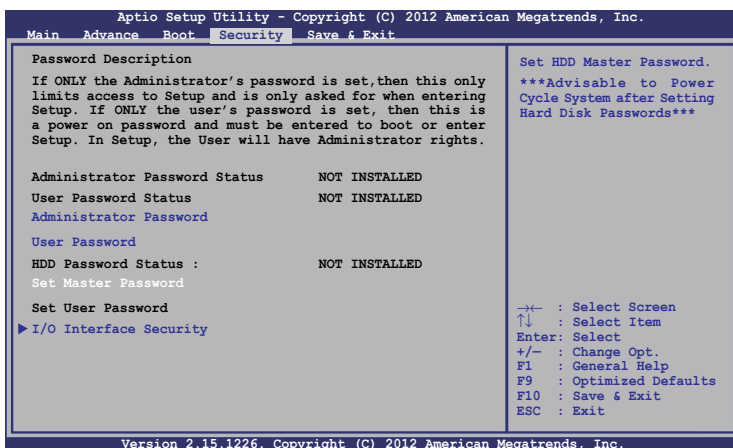 Aptio Setup Utility - Copyright (C) 2012 American Megatrends, Inc.
Main Advance Boot Security Save & Exit
Password Description
If ONLY the Administrator's password is set,then this only
limits access to Setup and is only asked for when entering
Setup. If ONLY the user's password is set, then this is
a power on password and must be entered to boot or enter
Setup. In Setup, the User will have Administrator rights.
Administrator Password Status NOT INSTALLED
User Password Status NOT INSTALLED
Administrator Password
User Password
HDD Password Status : NOT INSTALLED
Set Master Password
Set User Password
I/O Interface Security
Set HDD Master Password.
***Advisable to Power
Cycle System after Setting
Hard Disk Passwords***
→← : Select Screen
↑↓ : Select Item
Enter: Select
+/— : Change Opt.
F1 : General Help
F9 : Optimized Defaults
F10 : Save & Exit
ESC : Exit
Version 2.15.1226. Copyright (C) 2012 American Megatrends, Inc.